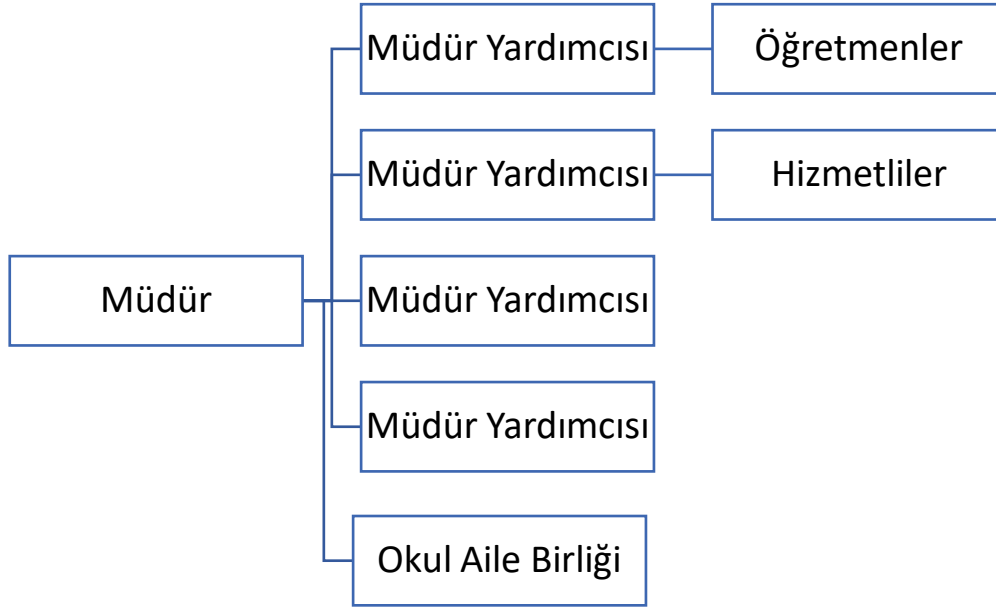 Müdür Yardımcısı
Öğretmenler
Müdür Yardımcısı
Hizmetliler
Müdür
Müdür Yardımcısı
Müdür Yardımcısı
Okul Aile Birliği